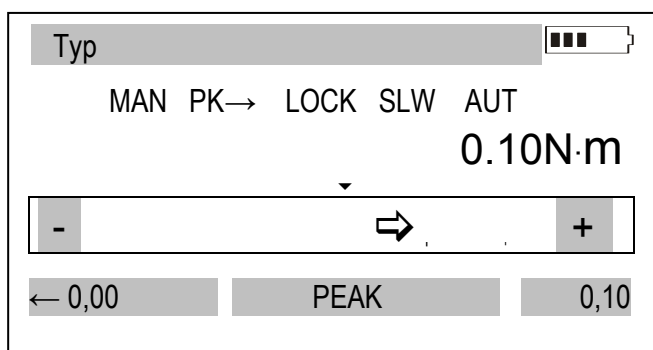 Typ
MAN PK→ LOCK SLW AUT
0.10N·m
- +
← 0,00 PEAK 0,10